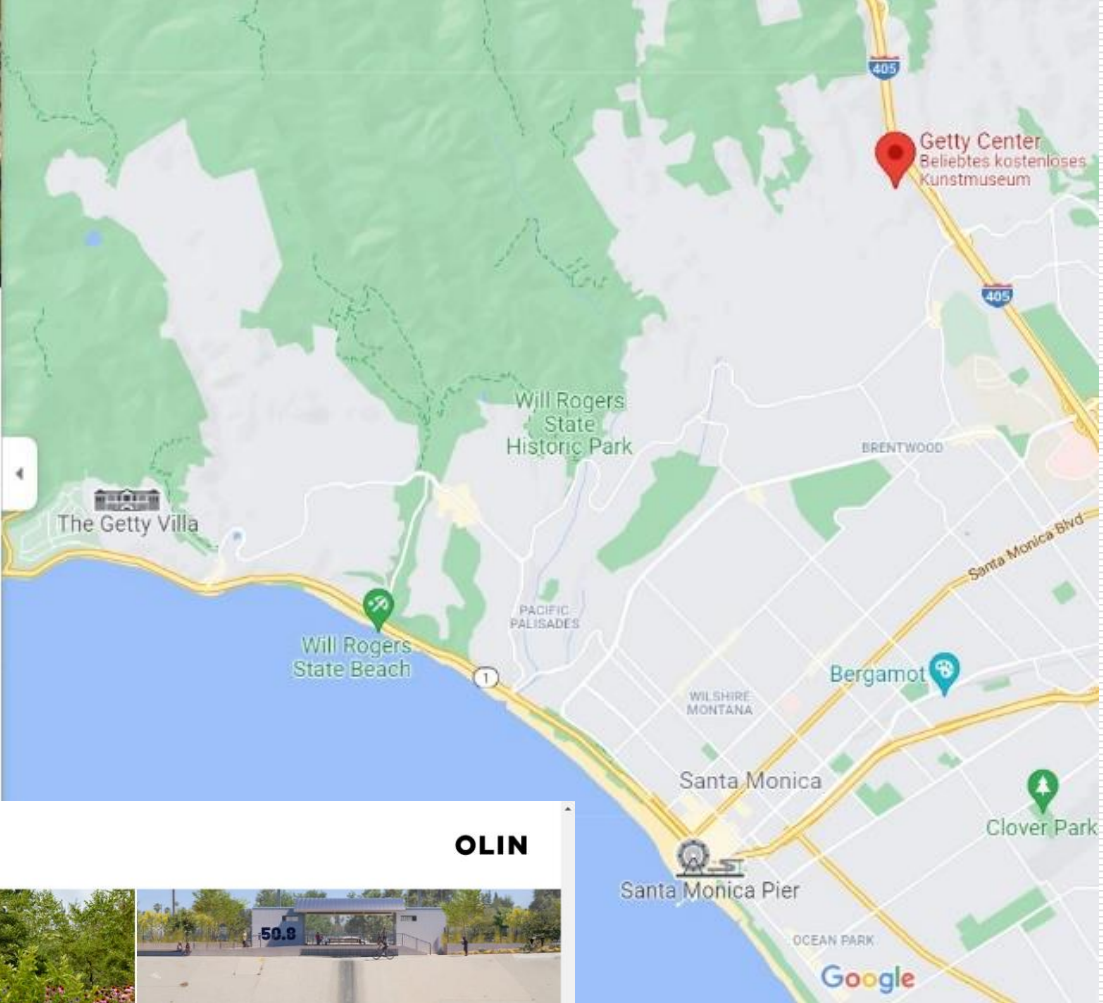 405
Getty Center
Beliebtes kostenloses
Kunstmuseum
405
Will Rogers
State
Historic Park
BRENTWOOD
The Getty Villa
Santa Monica Blvd
PACIFIC
PALISADES
Will Rogers
State Beach
1
Bergamot
WILSHIRE
MONTANA
Santa Monica
Clover Park
Santa Monica Pier
OCEAN PARK
Google
OLIN
50.8